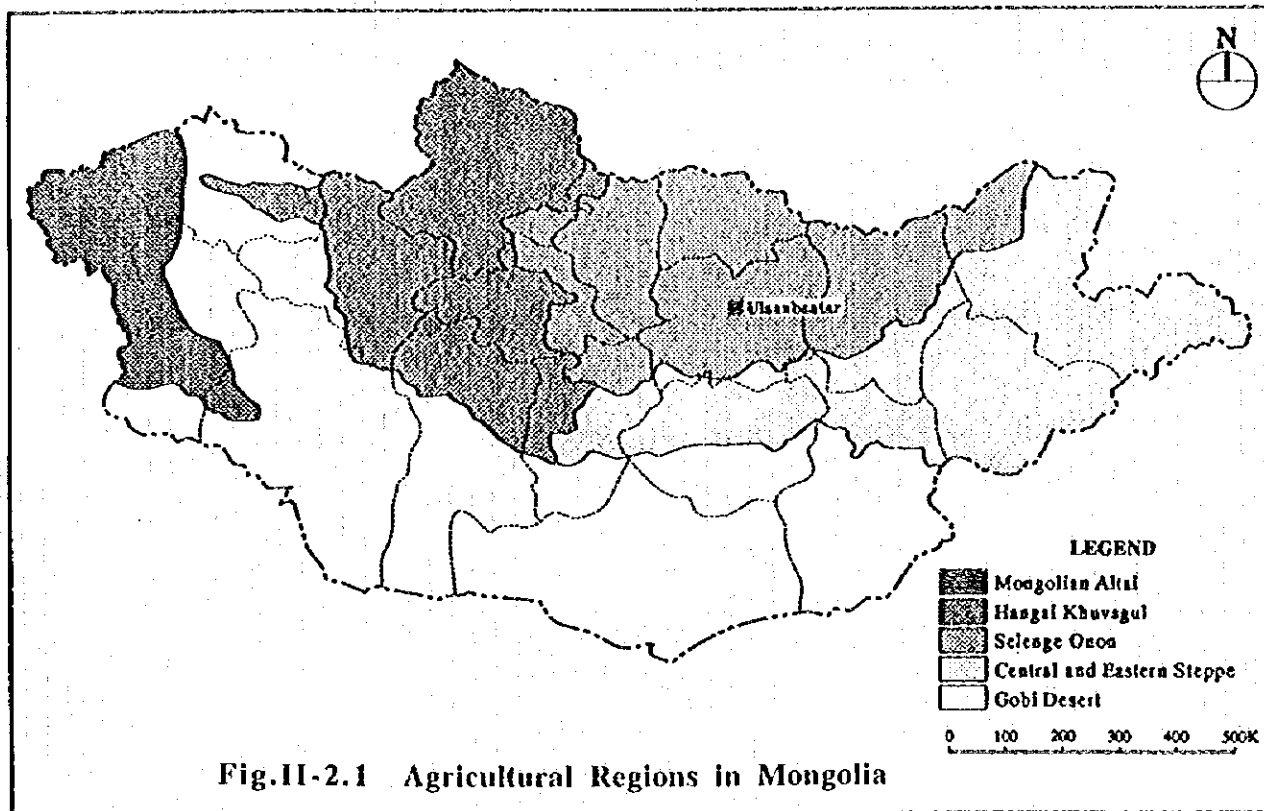 N
Ulaanbaatar
LEGEND
Mongolian Altai
Hangai Khuvsgul
Selenge Onon
Central and Eastern Steppe
Gobi Desert
0 100 200 300 400 500K
Fig.II-2.1 Agricultural Regions in Mongolia